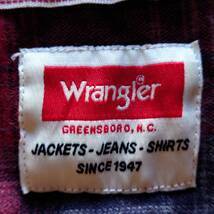 Wrangler®
GREENSBORO, N.C.
JACKETS-JEANS-SHIRTS
SINCE 1947